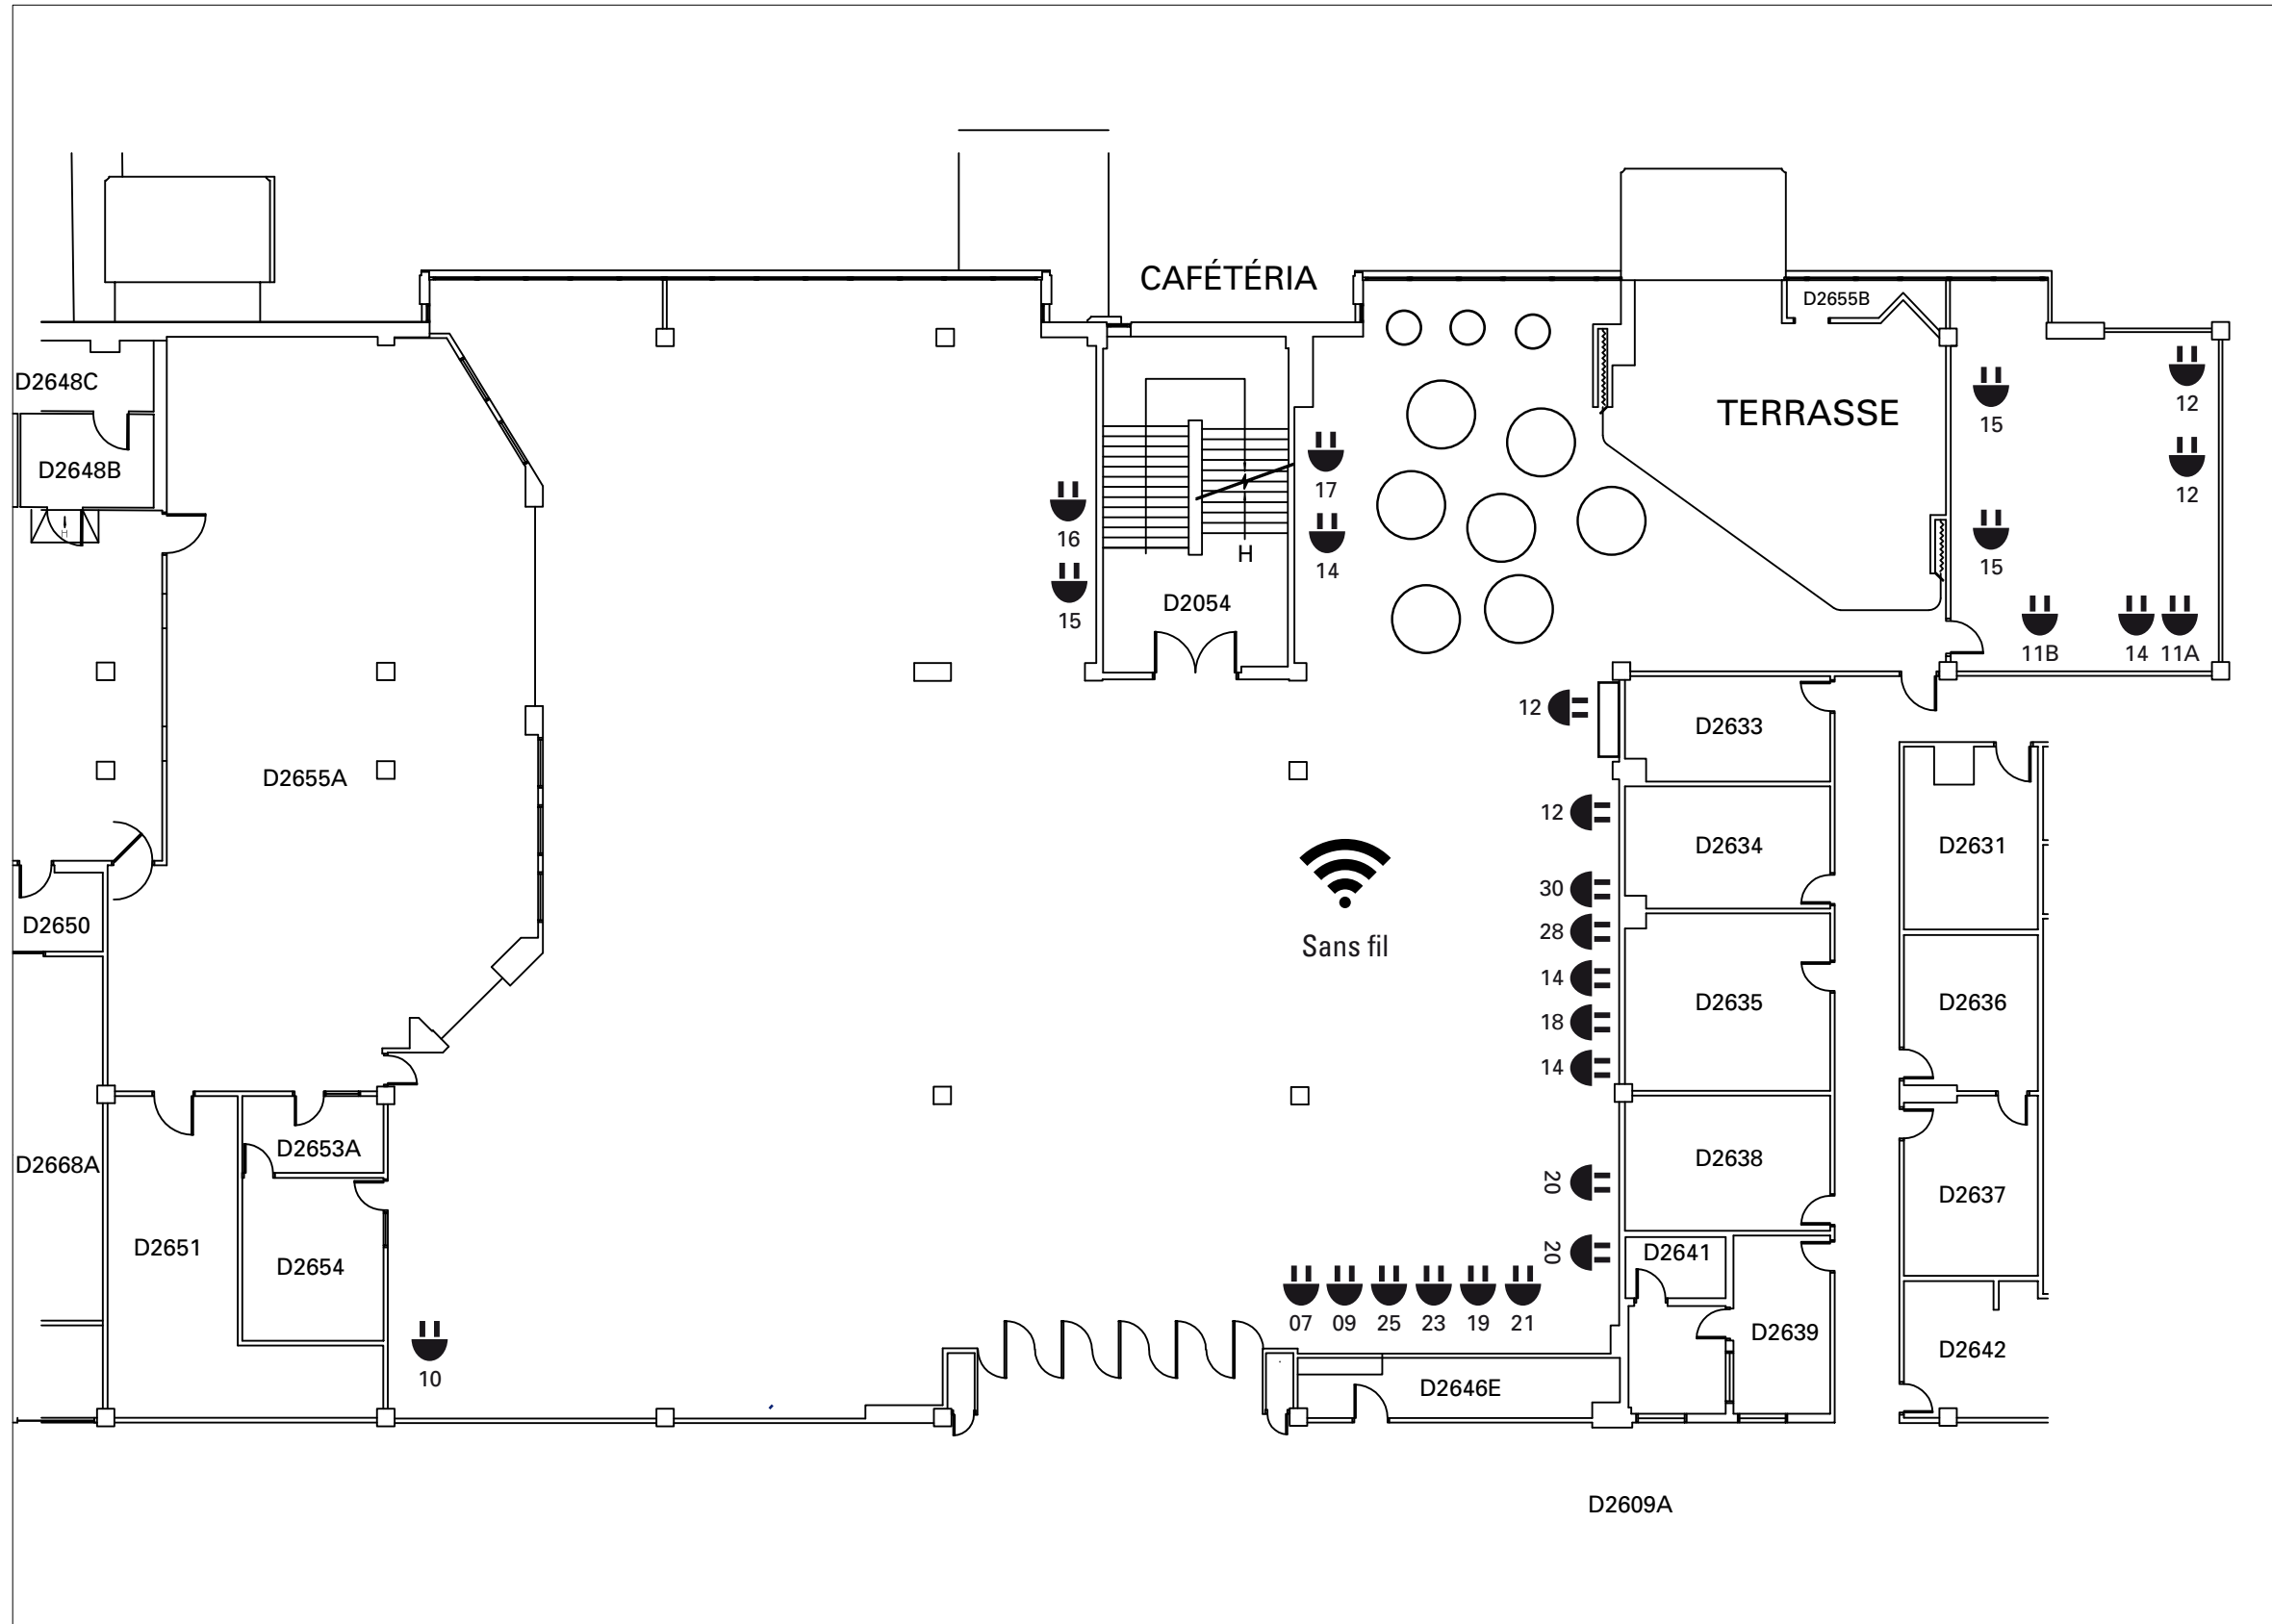 CAFÉTÉRIA
D2655B
D2648C
TERRASSE
12
15
D2648B
17
12
16
H
14
15
H
D2054
15
11B
14
11A
12
D2633
D2655A
12
D2634
D2631
30
D2650
28
Sans fil
14
D2635
D2636
18
14
D2653A
D2668A
D2638
20
D2637
D2651
D2654
20
D2641
07
09
25
23
19
21
D2639
D2642
10
D2646E
D2609A